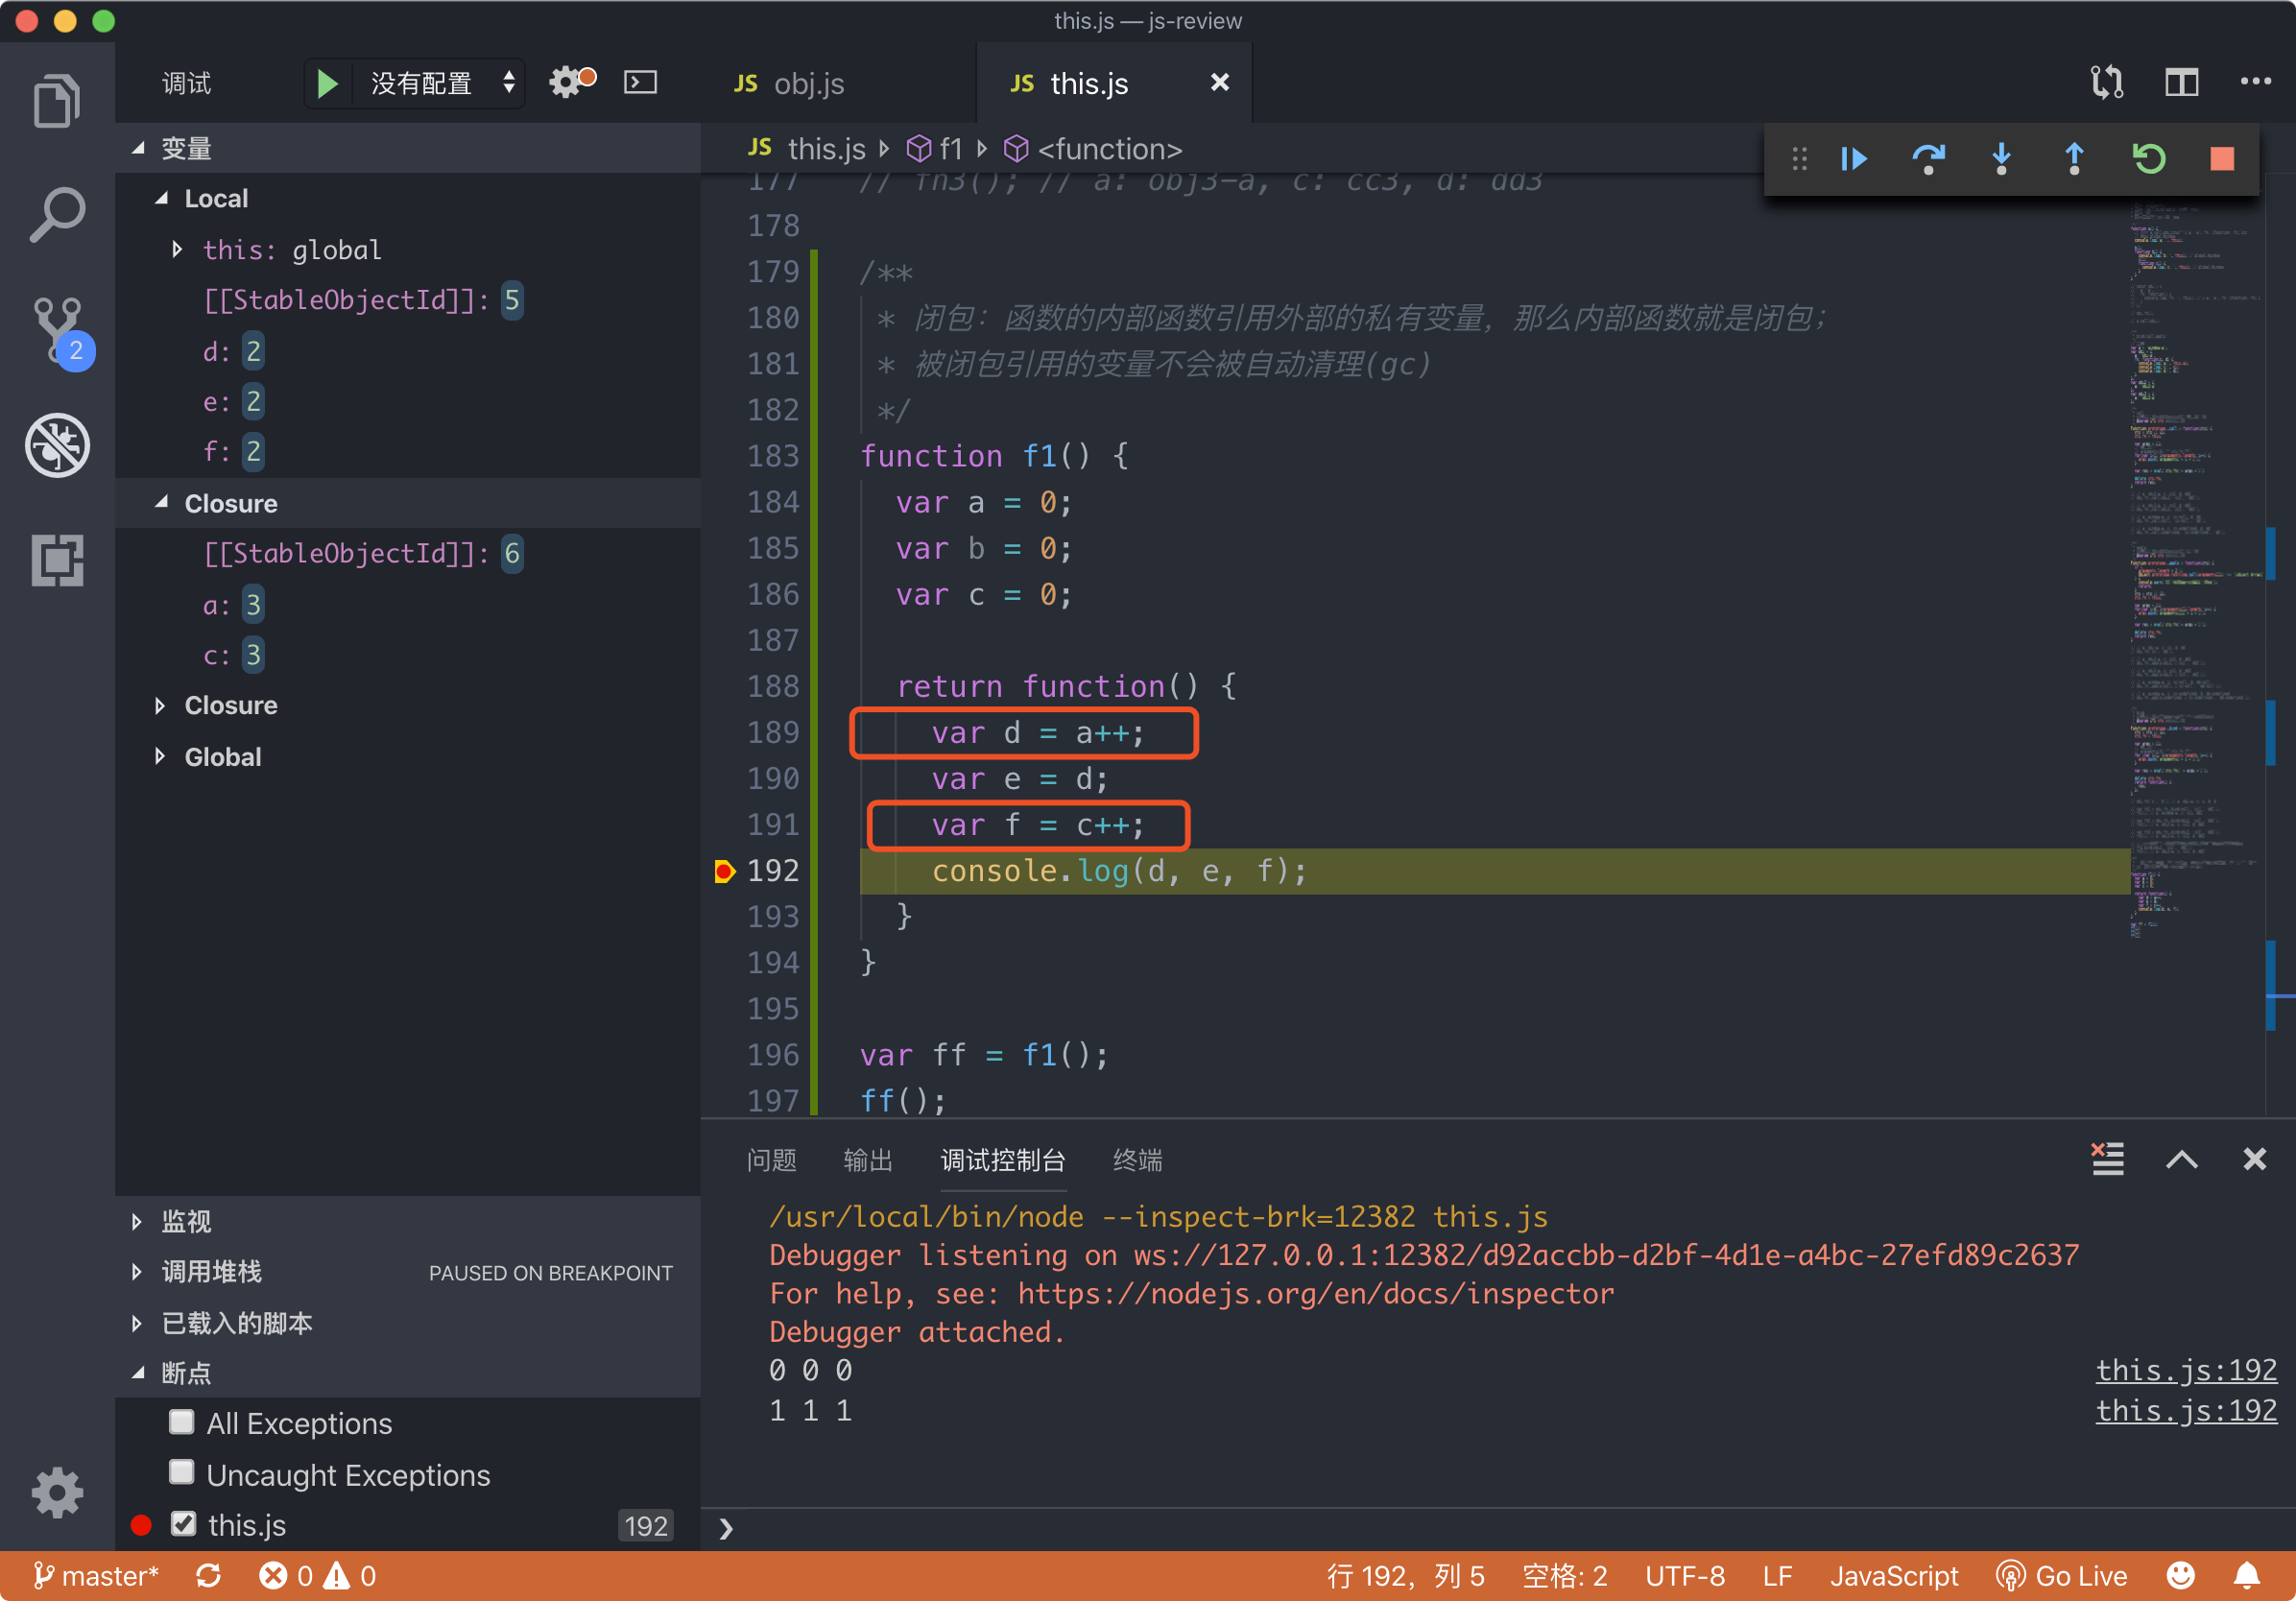 this.js — js-review
调试
没有配置
JS obj.js
JS this.js
变量
Local
this: global
[[StableObjectId]]: 5
d: 2
e: 2
f: 2
Closure
[[StableObjectId]]: 6
a: 3
c: 3
Closure
Global
2
JS this.js f1 <function>
177 // fn3(); // a: obj3-a, c: cc3, d: dd3
178
179 /**
180 * 闭包：函数的内部函数引用外部的私有变量，那么内部函数就是闭包；
181 * 被闭包引用的变量不会被自动清理(gc)
182 */
183 function f1() {
184 var a = 0;
185 var b = 0;
186 var c = 0;
187
188 return function() {
189 var d = a++;
190 var e = d;
191 var f = c++;
192 console.log(d, e, f);
193 }
194 }
195
196 var ff = f1();
197 ff();
监视
调用堆栈 PAUSED ON BREAKPOINT
已载入的脚本
断点
All Exceptions
Uncaught Exceptions
this.js 192
问题 输出 调试控制台 终端
/usr/local/bin/node --inspect-brk=12382 this.js
Debugger listening on ws://127.0.0.1:12382/d92accbb-d2bf-4d1e-a4bc-27efd89c2637
For help, see: https://nodejs.org/en/docs/inspector
Debugger attached.
0 0 0 this.js:192
1 1 1 this.js:192
master* 0 0 行 192，列 5 空格: 2 UTF-8 LF JavaScript Go Live